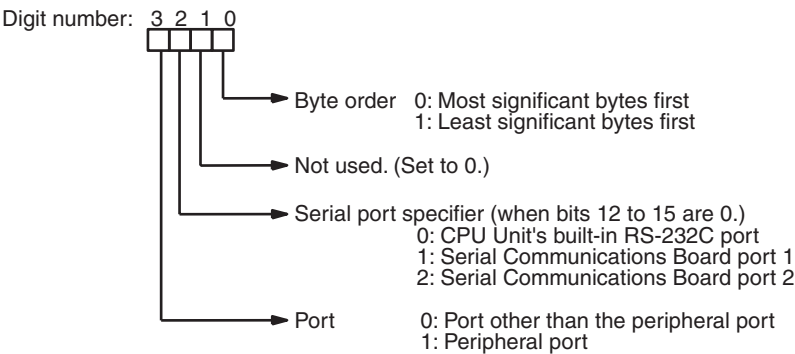 Digit number: 3 2 1 0
Byte order 0: Most significant bytes first
1: Least significant bytes first
Not used. (Set to 0.)
Serial port specifier (when bits 12 to 15 are 0.)
0: CPU Unit's built-in RS-232C port
1: Serial Communications Board port 1
2: Serial Communications Board port 2
Port 0: Port other than the peripheral port
1: Peripheral port